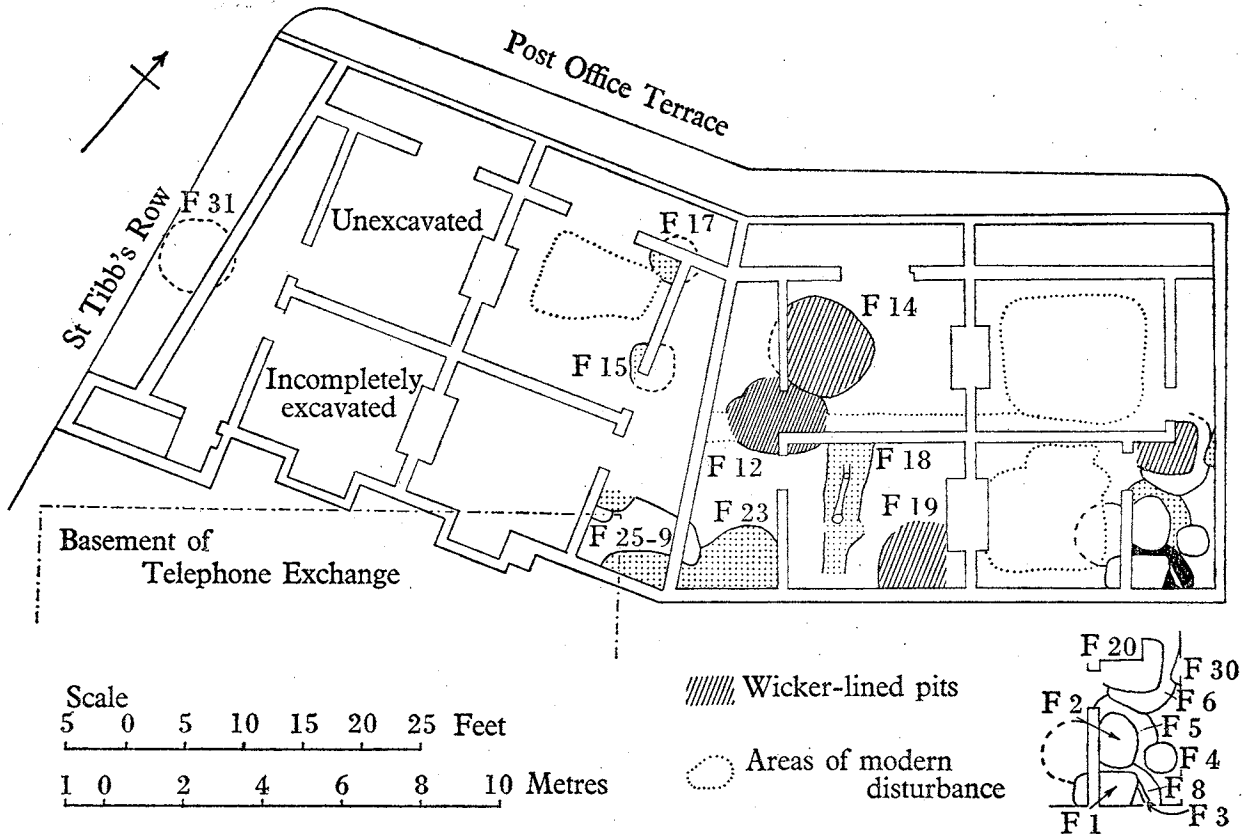 Post Office Terrace
St Tibb's Row
F 31
Unexcavated
F 17
F 14
F 15
Incompletely
excavated
F 12
F 18
F 19
F 23
F 25-9
Basement of
Telephone Exchange
Scale
5 0 5 10 15 20 25 Feet
1 0 2 4 6 8 10 Metres
Wicker-lined pits
Areas of modern
disturbance
F 20
F 30
F 6
F 2
F 5
F 4
F 8
F 3
F 1